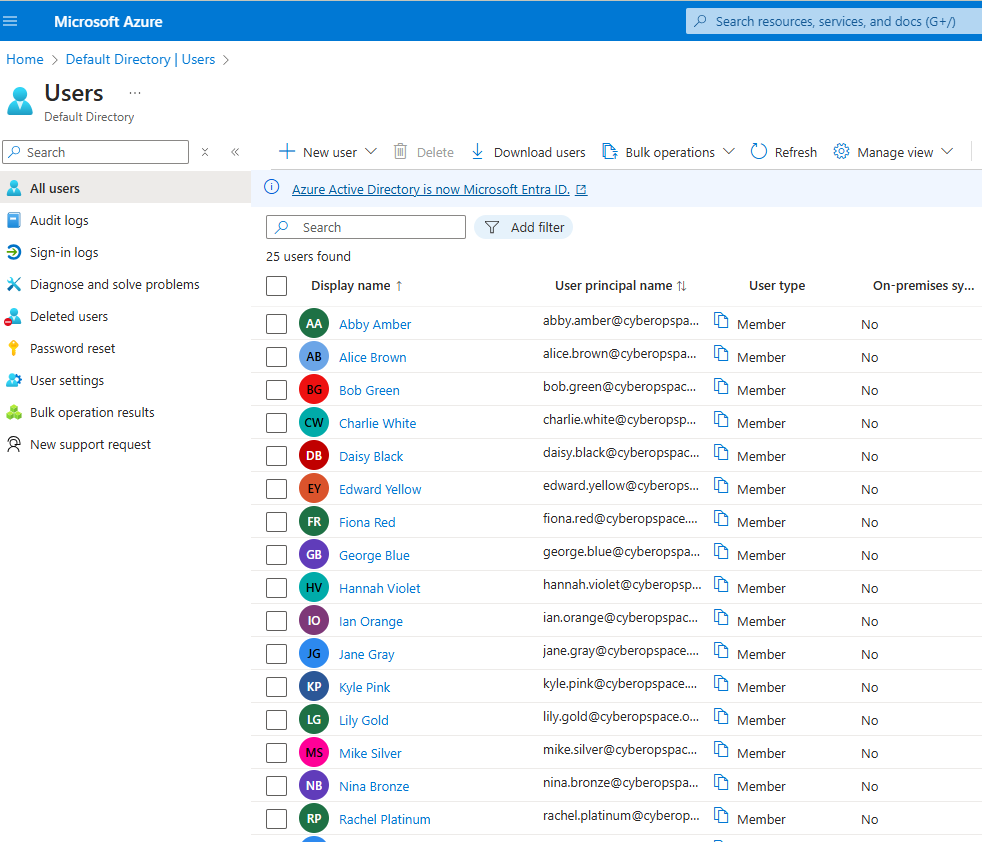 Microsoft Azure
Search resources, services, and docs (G+/)
Home > Default Directory | Users >
Users ...
Default Directory
Search
All users
Audit logs
Sign-in logs
Diagnose and solve problems
Deleted users
Password reset
User settings
Bulk operation results
New support request
New user Delete Download users Bulk operations Refresh Manage view
Azure Active Directory is now Microsoft Entra ID.
Search Add filter
25 users found
Display name ↑ User principal name ↑↓ User type On-premises sy...
AA Abby Amber abby.amber@cyberopspa... Member No
AB Alice Brown alice.brown@cyberopspa... Member No
BG Bob Green bob.green@cyberopspac... Member No
CW Charlie White charlie.white@cyberopsp... Member No
DB Daisy Black daisy.black@cyberopspac... Member No
EY Edward Yellow edward.yellow@cyberops... Member No
FR Fiona Red fiona.red@cyberopspace.... Member No
GB George Blue george.blue@cyberopspa... Member No
HV Hannah Violet hannah.violet@cyberopsp... Member No
IO Ian Orange ian.orange@cyberopspac... Member No
JG Jane Gray jane.gray@cyberopspace.... Member No
KP Kyle Pink kyle.pink@cyberopspace.... Member No
LG Lily Gold lily.gold@cyberopspace.o... Member No
MS Mike Silver mike.silver@cyberopspac... Member No
NB Nina Bronze nina.bronze@cyberopspa... Member No
RP Rachel Platinum rachel.platinum@cyberop... Member No